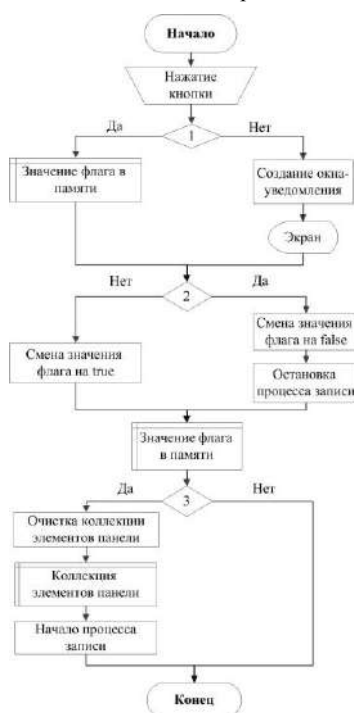 Начало
Нажатие
кнопки
Да
Нет
1
Значение флага в
памяти
Создание окна-
уведомления
Экран
Нет
Да
2
Смена значения
флага на true
Смена значения
флага на false
Остановка
процесса записи
Значение флага
в памяти
Да
Нет
3
Очистка коллекции
элементов панели
Коллекция
элементов панели
Начало процесса
записи
Конец